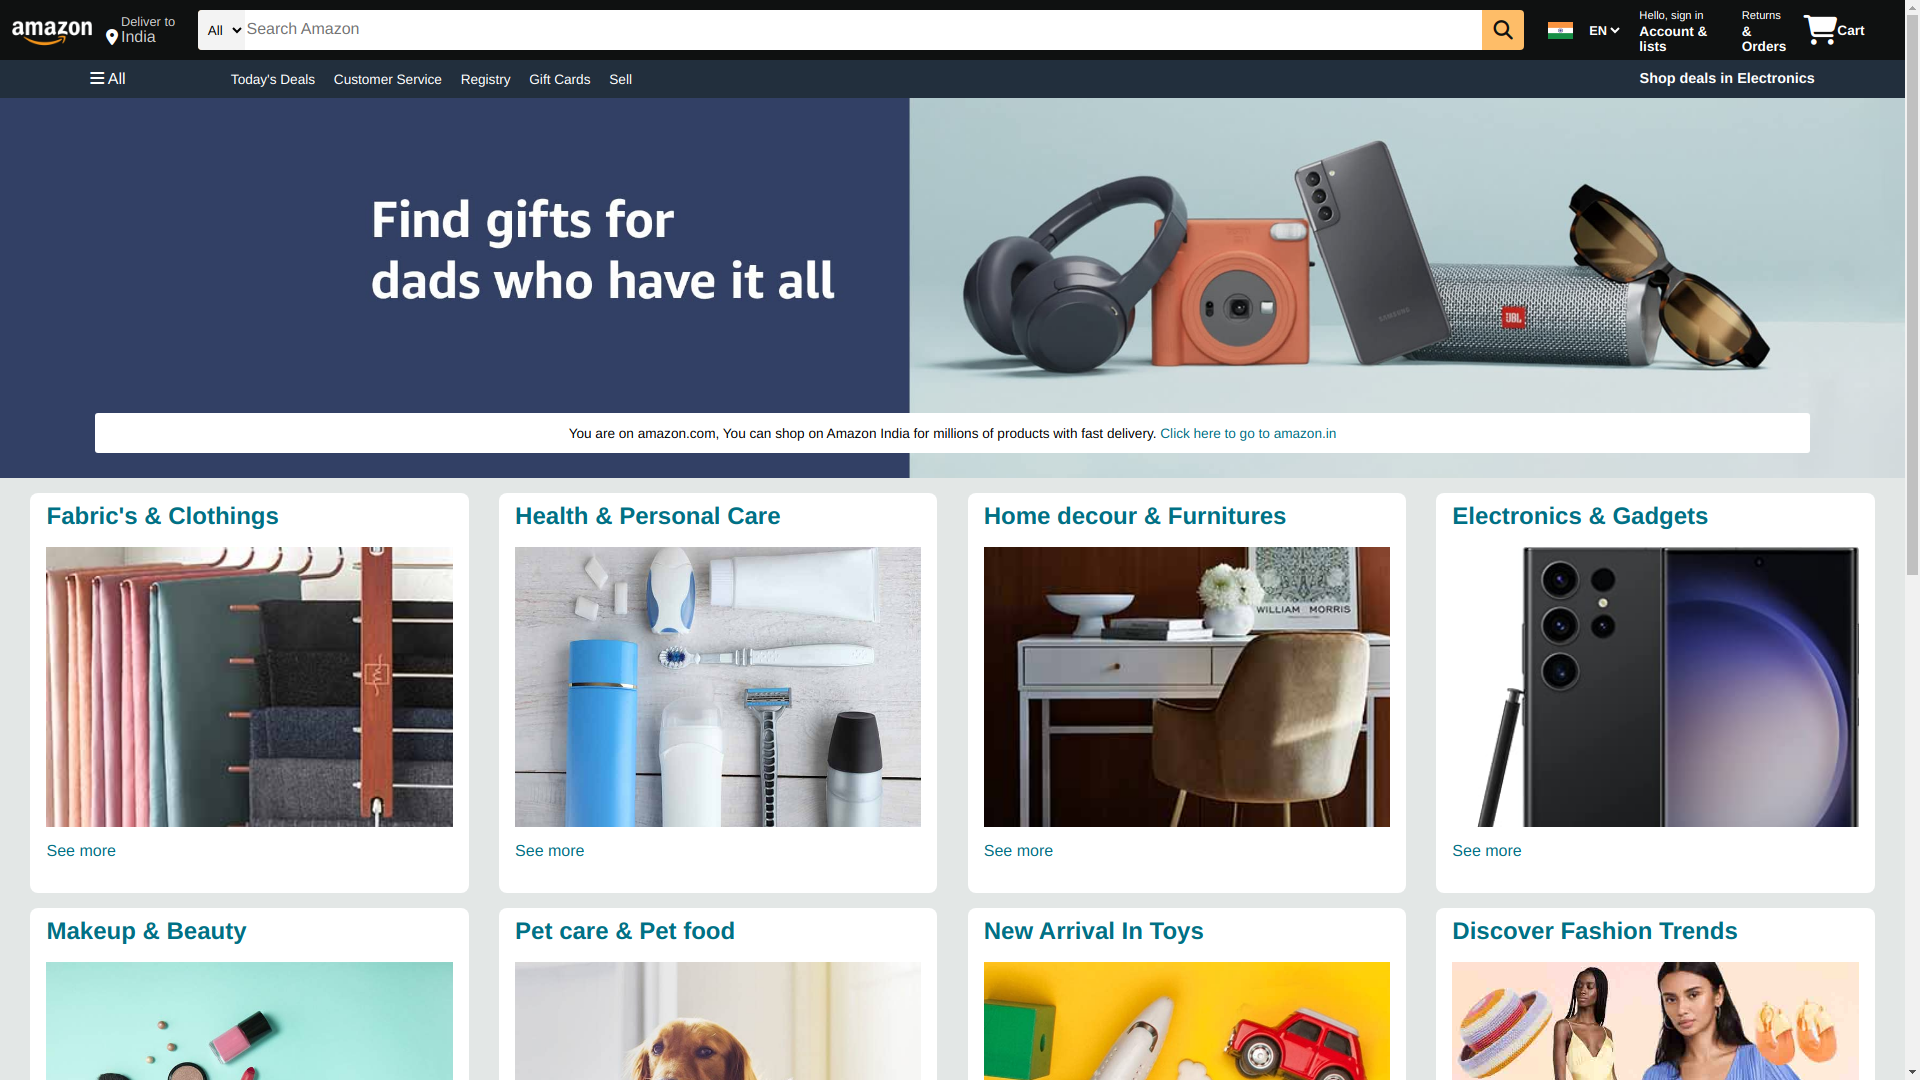 amazon
Deliver to
India
All
Search Amazon
EN
Hello, sign in
Account &
lists
Returns
&
Orders
Cart
All
Today's Deals
Customer Service
Registry
Gift Cards
Sell
Shop deals in Electronics
Find gifts for
dads who have it all
SAMSUNG
JBL
You are on amazon.com, You can shop on Amazon India for millions of products with fast delivery. Click here to go to amazon.in
Fabric's & Clothings
Health & Personal Care
Home decour & Furnitures
Electronics & Gadgets
WILLIAM MORRIS
See more
See more
See more
See more
Makeup & Beauty
Pet care & Pet food
New Arrival In Toys
Discover Fashion Trends